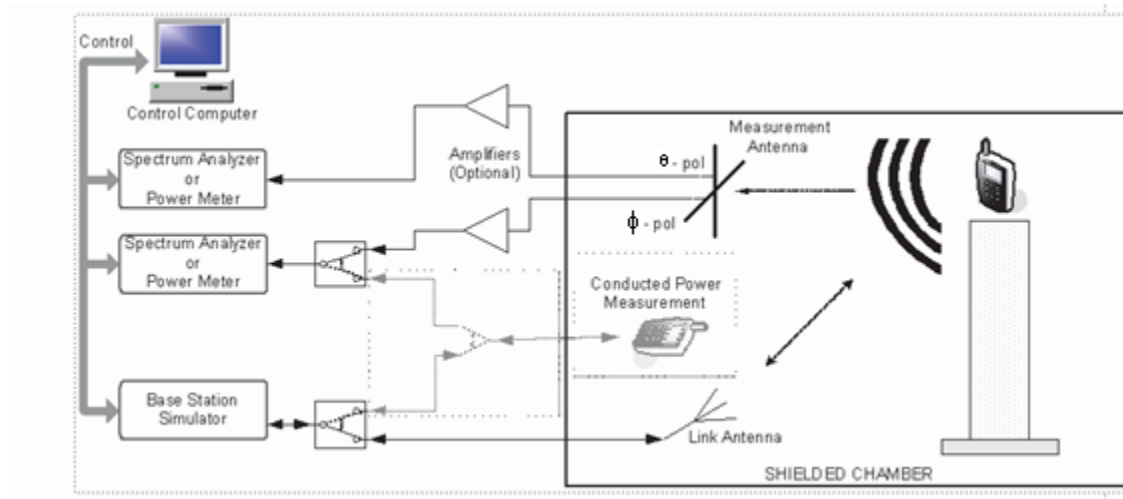 Control
Control Computer
Spectrum Analyzer
or
Power Meter
Amplifiers
(Optional)
Measurement
Antenna
θ - pol
ϕ - pol
Spectrum Analyzer
or
Power Meter
Conducted Power
Measurement
Base Station
Simulator
Link Antenna
SHIELDED CHAMBER